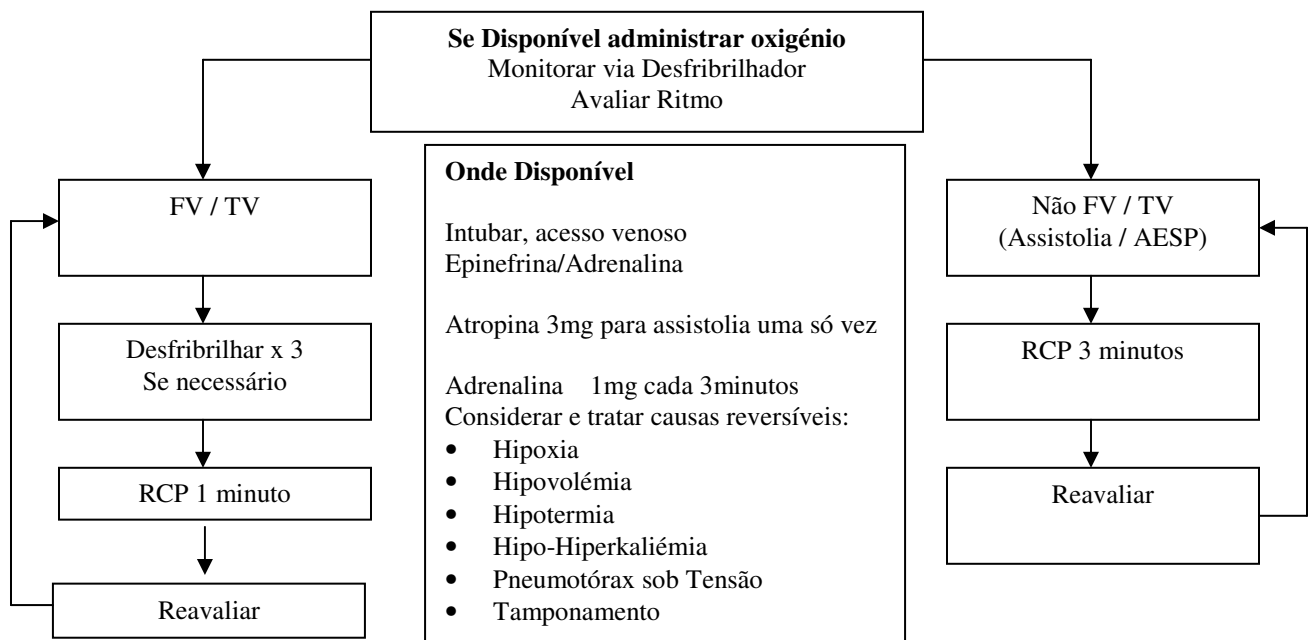 Se Disponível administrar oxigénio
Monitorar via Desfribrilhador
Avaliar Ritmo
FV / TV
Desfribrilhar x 3
Se necessário
RCP 1 minuto
Reavaliar
Onde Disponível
Intubar, acesso venoso
Epinefrina/Adrenalina
Atropina 3mg para assistolia uma só vez
Adrenalina 1mg cada 3minutos
Considerar e tratar causas reversíveis:
• Hipoxia
• Hipovolémia
• Hipotermia
• Hipo-Hiperkaliémia
• Pneumotórax sob Tensão
• Tamponamento
Não FV / TV
(Assistolia / AESP)
RCP 3 minutos
Reavaliar